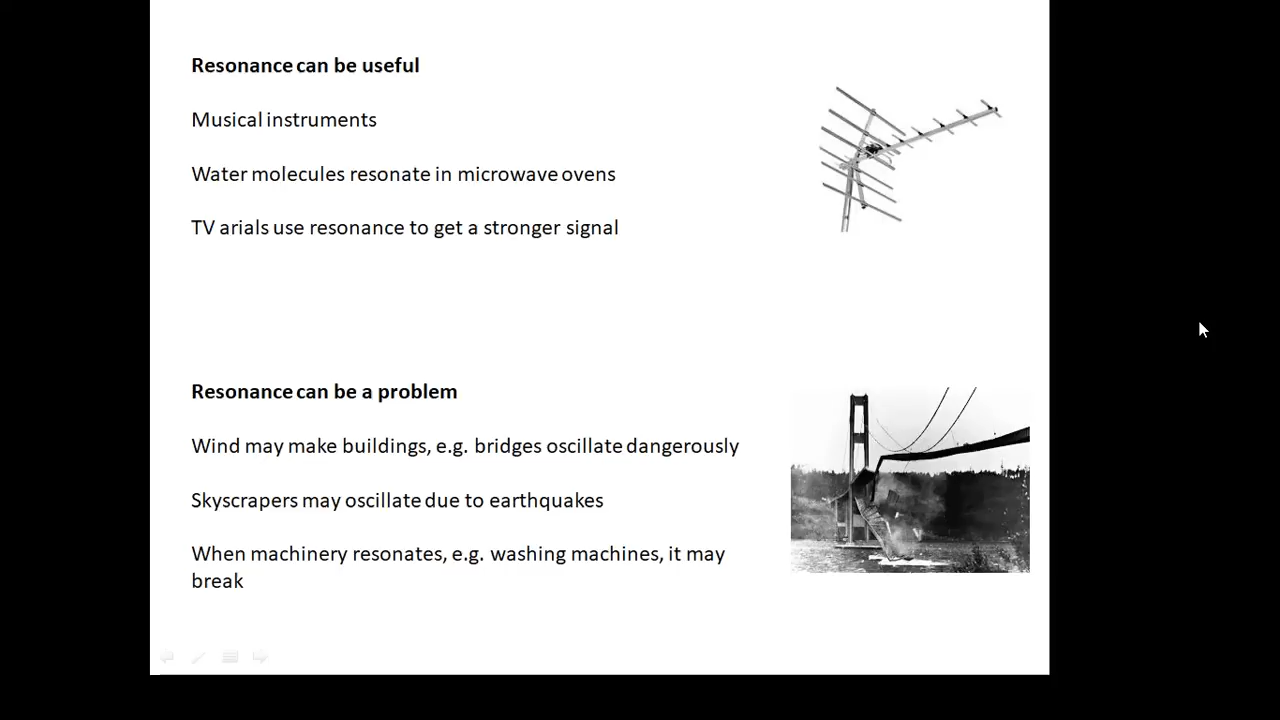 Resonance can be useful
Musical instruments
Water molecules resonate in microwave ovens
TV arials use resonance to get a stronger signal
Resonance can be a problem
Wind may make buildings, e.g. bridges oscillate dangerously
Skyscrapers may oscillate due to earthquakes
When machinery resonates, e.g. washing machines, it may
break